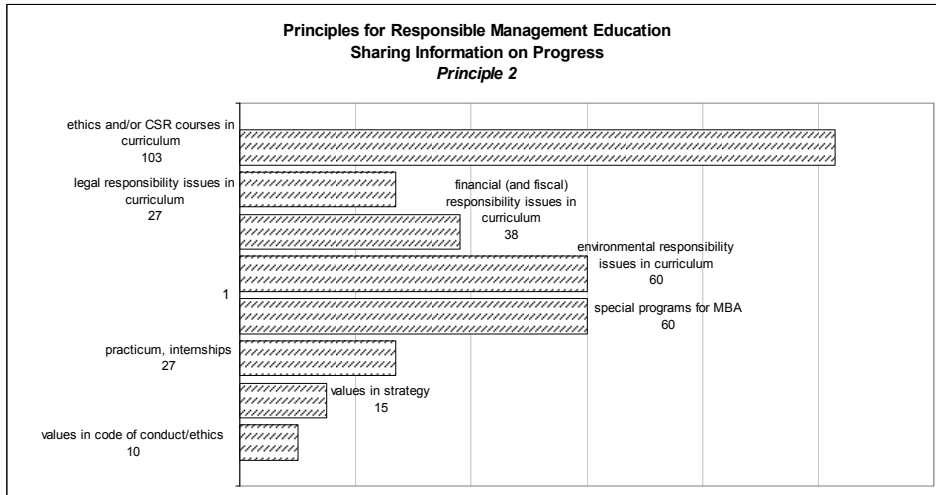 Principles for Responsible Management Education
Sharing Information on Progress
Principle 2
ethics and/or CSR courses in
curriculum
103
legal responsibility issues in
curriculum
27
financial (and fiscal)
responsibility issues in
curriculum
38
environmental responsibility
issues in curriculum
60
1
special programs for MBA
60
practicum, internships
27
values in strategy
15
values in code of conduct/ethics
10